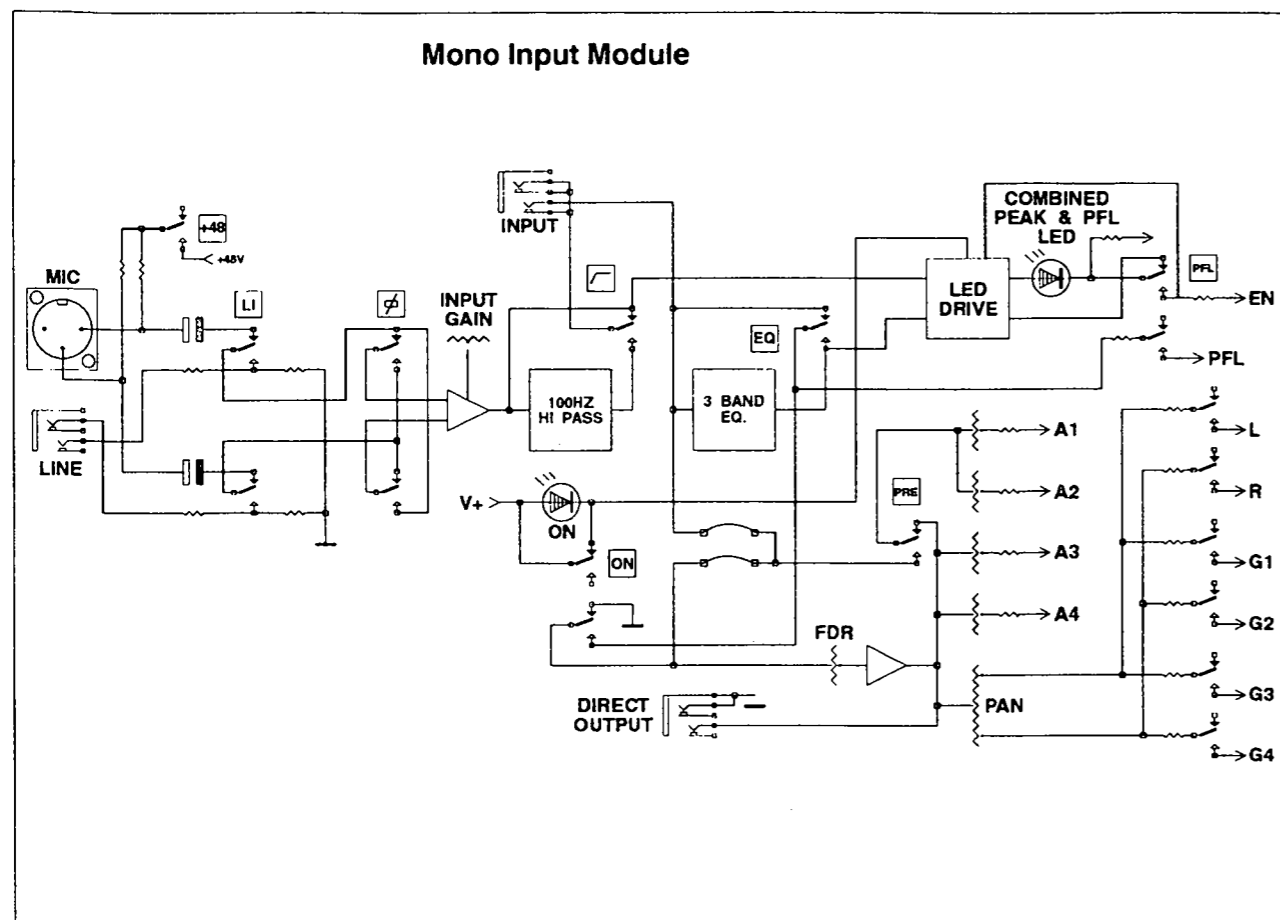 Mono Input Module
INPUT
COMBINED
PEAK & PFL
LED
+48
+48V
MIC
LI
ϕ
INPUT
GAIN
EQ
LED
DRIVE
PFL
EN
PFL
LINE
100HZ
HI PASS
3 BAND
EQ.
A1
L
V+
ON
PRE
A2
R
ON
A3
G1
A4
G2
FDR
DIRECT
OUTPUT
PAN
G3
G4